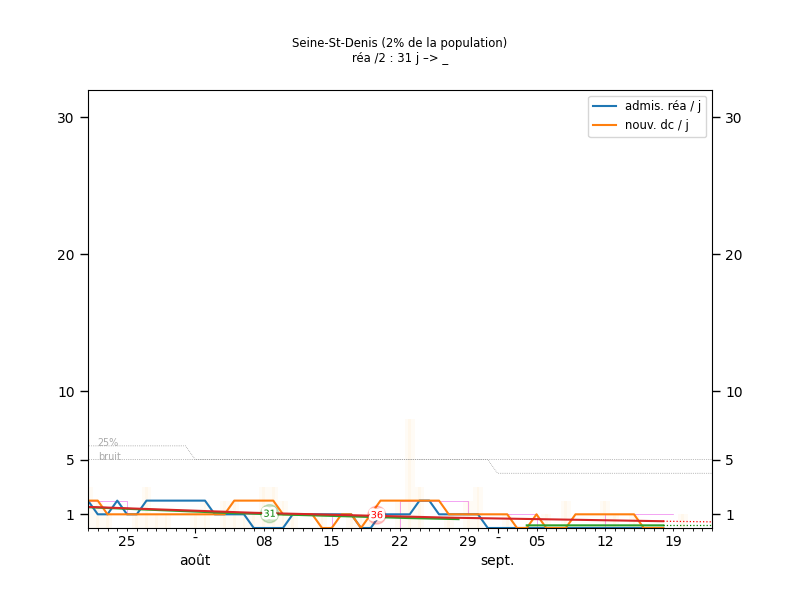 Seine-St-Denis (2% de la population)
réa /2 : 31 j –> _
admis. réa / j
nouv. dc / j
30 30
20 20
10 10
25%
bruit
5 5
1 31 36 1
25 - 08 15 22 29 - 05 12 19
août sept.